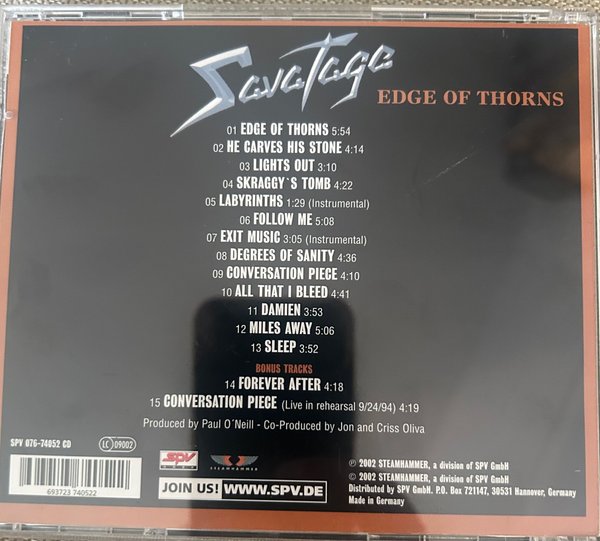 Savatage
EDGE OF THORNS
01 EDGE OF THORNS 5:54
02 HE CARVES HIS STONE 4:14
03 LIGHTS OUT 3:10
04 SKRAGGY`S TOMB 4:22
05 LABYRINTHS 1:29 (Instrumental)
06 FOLLOW ME 5:08
07 EXIT MUSIC 3:05 (Instrumental)
08 DEGREES OF SANITY 4:36
09 CONVERSATION PIECE 4:10
10 ALL THAT I BLEED 4:41
11 DAMIEN 3:53
12 MILES AWAY 5:06
13 SLEEP 3:52
BONUS TRACKS
14 FOREVER AFTER 4:18
15 CONVERSATION PIECE (Live in rehearsal 9/24/94) 4:19
Produced by Paul O´Neill - Co-Produced by Jon and Criss Oliva
SPV 076-74052 CD
LC 09002
693723 740522
SPV
STEAMHAMMER
JOIN US! WWW.SPV.DE
℗ 2002 STEAMHAMMER, a division of SPV GmbH
© 2002 STEAMHAMMER, a division of SPV GmbH
Distributed by SPV GmbH. P.O. Box 721147, 30531 Hannover, Germany
Made in Germany